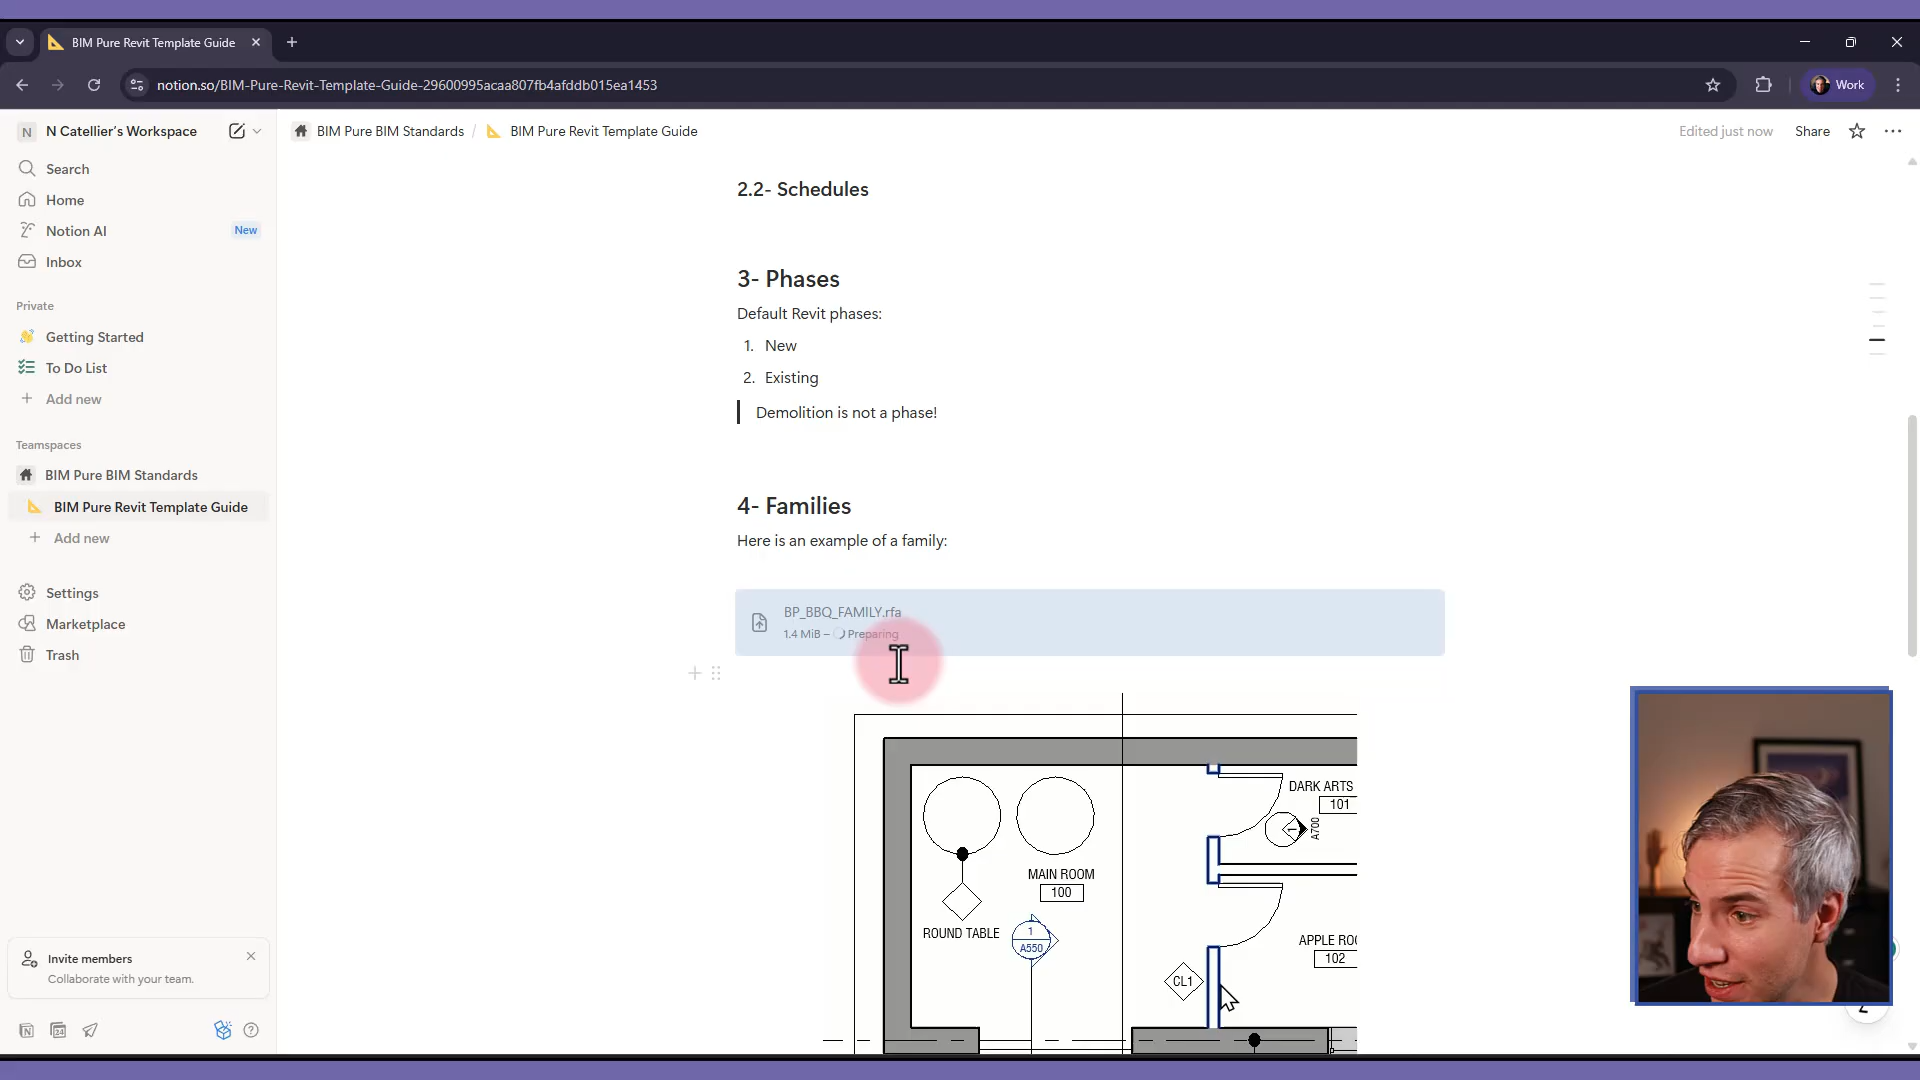 BIM Pure Revit Template Guide
notion.so/BIM-Pure-Revit-Template-Guide-29600995acaa807fb4afddb015ea1453
Work
N
N Catellier's Workspace
BIM Pure BIM Standards / BIM Pure Revit Template Guide
Edited just now
Share
Search
Home
Notion AI
New
Inbox
Private
Getting Started
To Do List
Add new
Teamspaces
BIM Pure BIM Standards
BIM Pure Revit Template Guide
Add new
Settings
Marketplace
Trash
Invite members
Collaborate with your team.
24
2.2- Schedules
3- Phases
Default Revit phases:
1. New
2. Existing
Demolition is not a phase!
4- Families
Here is an example of a family:
BP_BBQ_FAMILY.rfa
1.4 MiB – Preparing
DARK ARTS
101
1
A700
MAIN ROOM
100
ROUND TABLE
1
A550
APPLE ROO
102
CL1